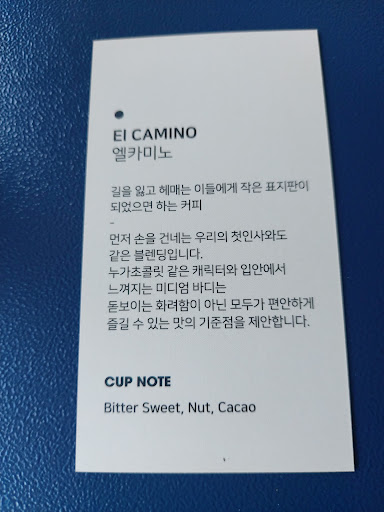 El CAMINO
엘카미노
길을 잃고 헤매는 이들에게 작은 표지판이
되었으면 하는 커피
-
먼저 손을 건네는 우리의 첫인사와도
같은 블렌딩입니다.
누가초콜릿 같은 캐릭터와 입안에서
느껴지는 미디엄 바디는
돋보이는 화려함이 아닌 모두가 편안하게
즐길 수 있는 맛의 기준점을 제안합니다.
CUP NOTE
Bitter Sweet, Nut, Cacao